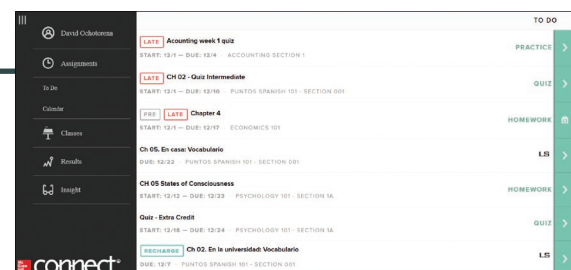 TO DO
David Ochotorena
Assignments
To Do
Calendar
Classes
Results
Insight
Mc Graw Hill connect®
LATE Acounting week 1 quiz
START: 12/1 — DUE: 12/4 · ACCOUNTING SECTION 1
PRACTICE
LATE CH 02 - Quiz Intermediate
START: 12/1 — DUE: 12/10 · PUNTOS SPANISH 101 - SECTION 001
QUIZ
PRE LATE Chapter 4
START: 12/1 — DUE: 12/17 · ECONOMICS 101
HOMEWORK
Ch 05. En casa: Vocabulario
DUE: 12/22 · PUNTOS SPANISH 101 - SECTION 001
LS
CH 05 States of Consciousness
START: 12/12 — DUE: 12/23 · PSYCHOLOGY 101 - SECTION 1A
HOMEWORK
Quiz - Extra Credit
START: 12/16 — DUE: 12/24 · PSYCHOLOGY 101 - SECTION 1A
QUIZ
RECHARGE Ch 02. En la universidad: Vocabulario
DUE: 12/7 · PUNTOS SPANISH 101 - SECTION 001
LS